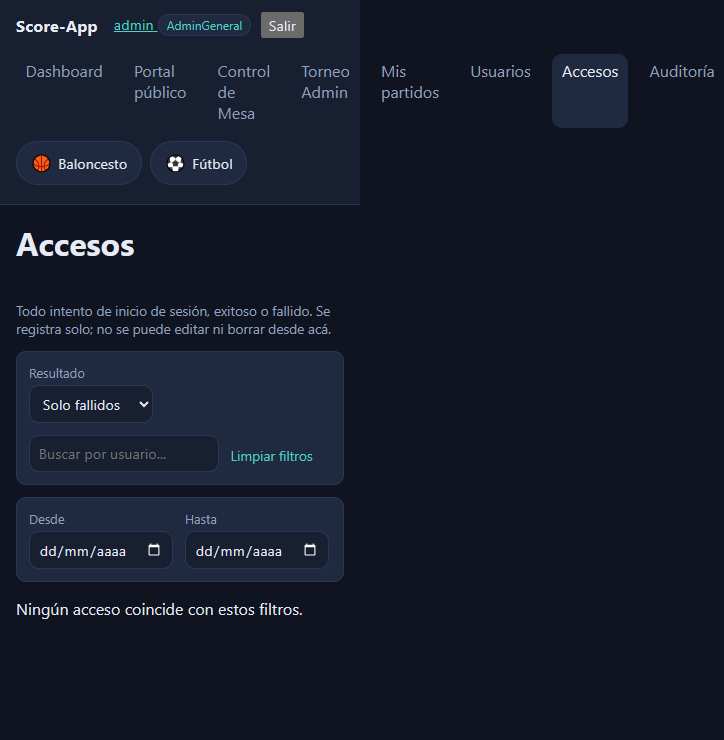 Score-App admin AdminGeneral Salir
Dashboard
Portal público
Control de Mesa
Torneo Admin
Mis partidos
Usuarios
Accesos
Auditoría
Baloncesto
Fútbol
Accesos
Todo intento de inicio de sesión, exitoso o fallido. Se
registra solo; no se puede editar ni borrar desde acá.
Resultado
Solo fallidos
Buscar por usuario... Limpiar filtros
Desde Hasta
dd/mm/aaaa dd/mm/aaaa
Ningún acceso coincide con estos filtros.